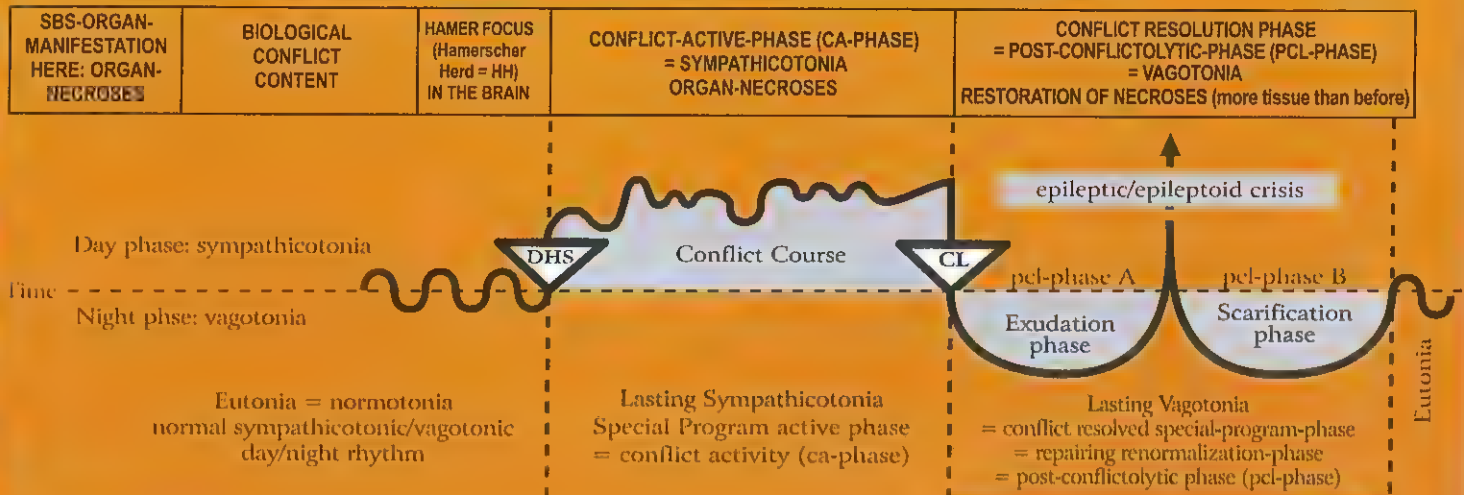 SBS-ORGAN-
MANIFESTATION
HERE: ORGAN-
NECROSES
BIOLOGICAL
CONFLICT
CONTENT
HAMER FOCUS
(Hamerscher
Herd = HH)
IN THE BRAIN
CONFLICT-ACTIVE-PHASE (CA-PHASE)
= SYMPATHICOTONIA
ORGAN-NECROSES
CONFLICT RESOLUTION PHASE
= POST-CONFLICTOLYTIC-PHASE (PCL-PHASE)
= VAGOTONIA
RESTORATION OF NECROSES (more tissue than before)
epileptic/epileptoid crisis
Day phase: sympathicotonia
DHS
Conflict Course
CL
pcl-phase A
pcl-phase B
Time
Night phse: vagotonia
Exudation
phase
Scarification
phase
Eutonia
Eutonia = normotonia
normal sympathicotonic/vagotonic
day/night rhythm
Lasting Sympathicotonia
Special Program active phase
= conflict activity (ca-phase)
Lasting Vagotonia
= conflict resolved special-program-phase
= repairing renormalization-phase
= post-conflictolytic phase (pcl-phase)